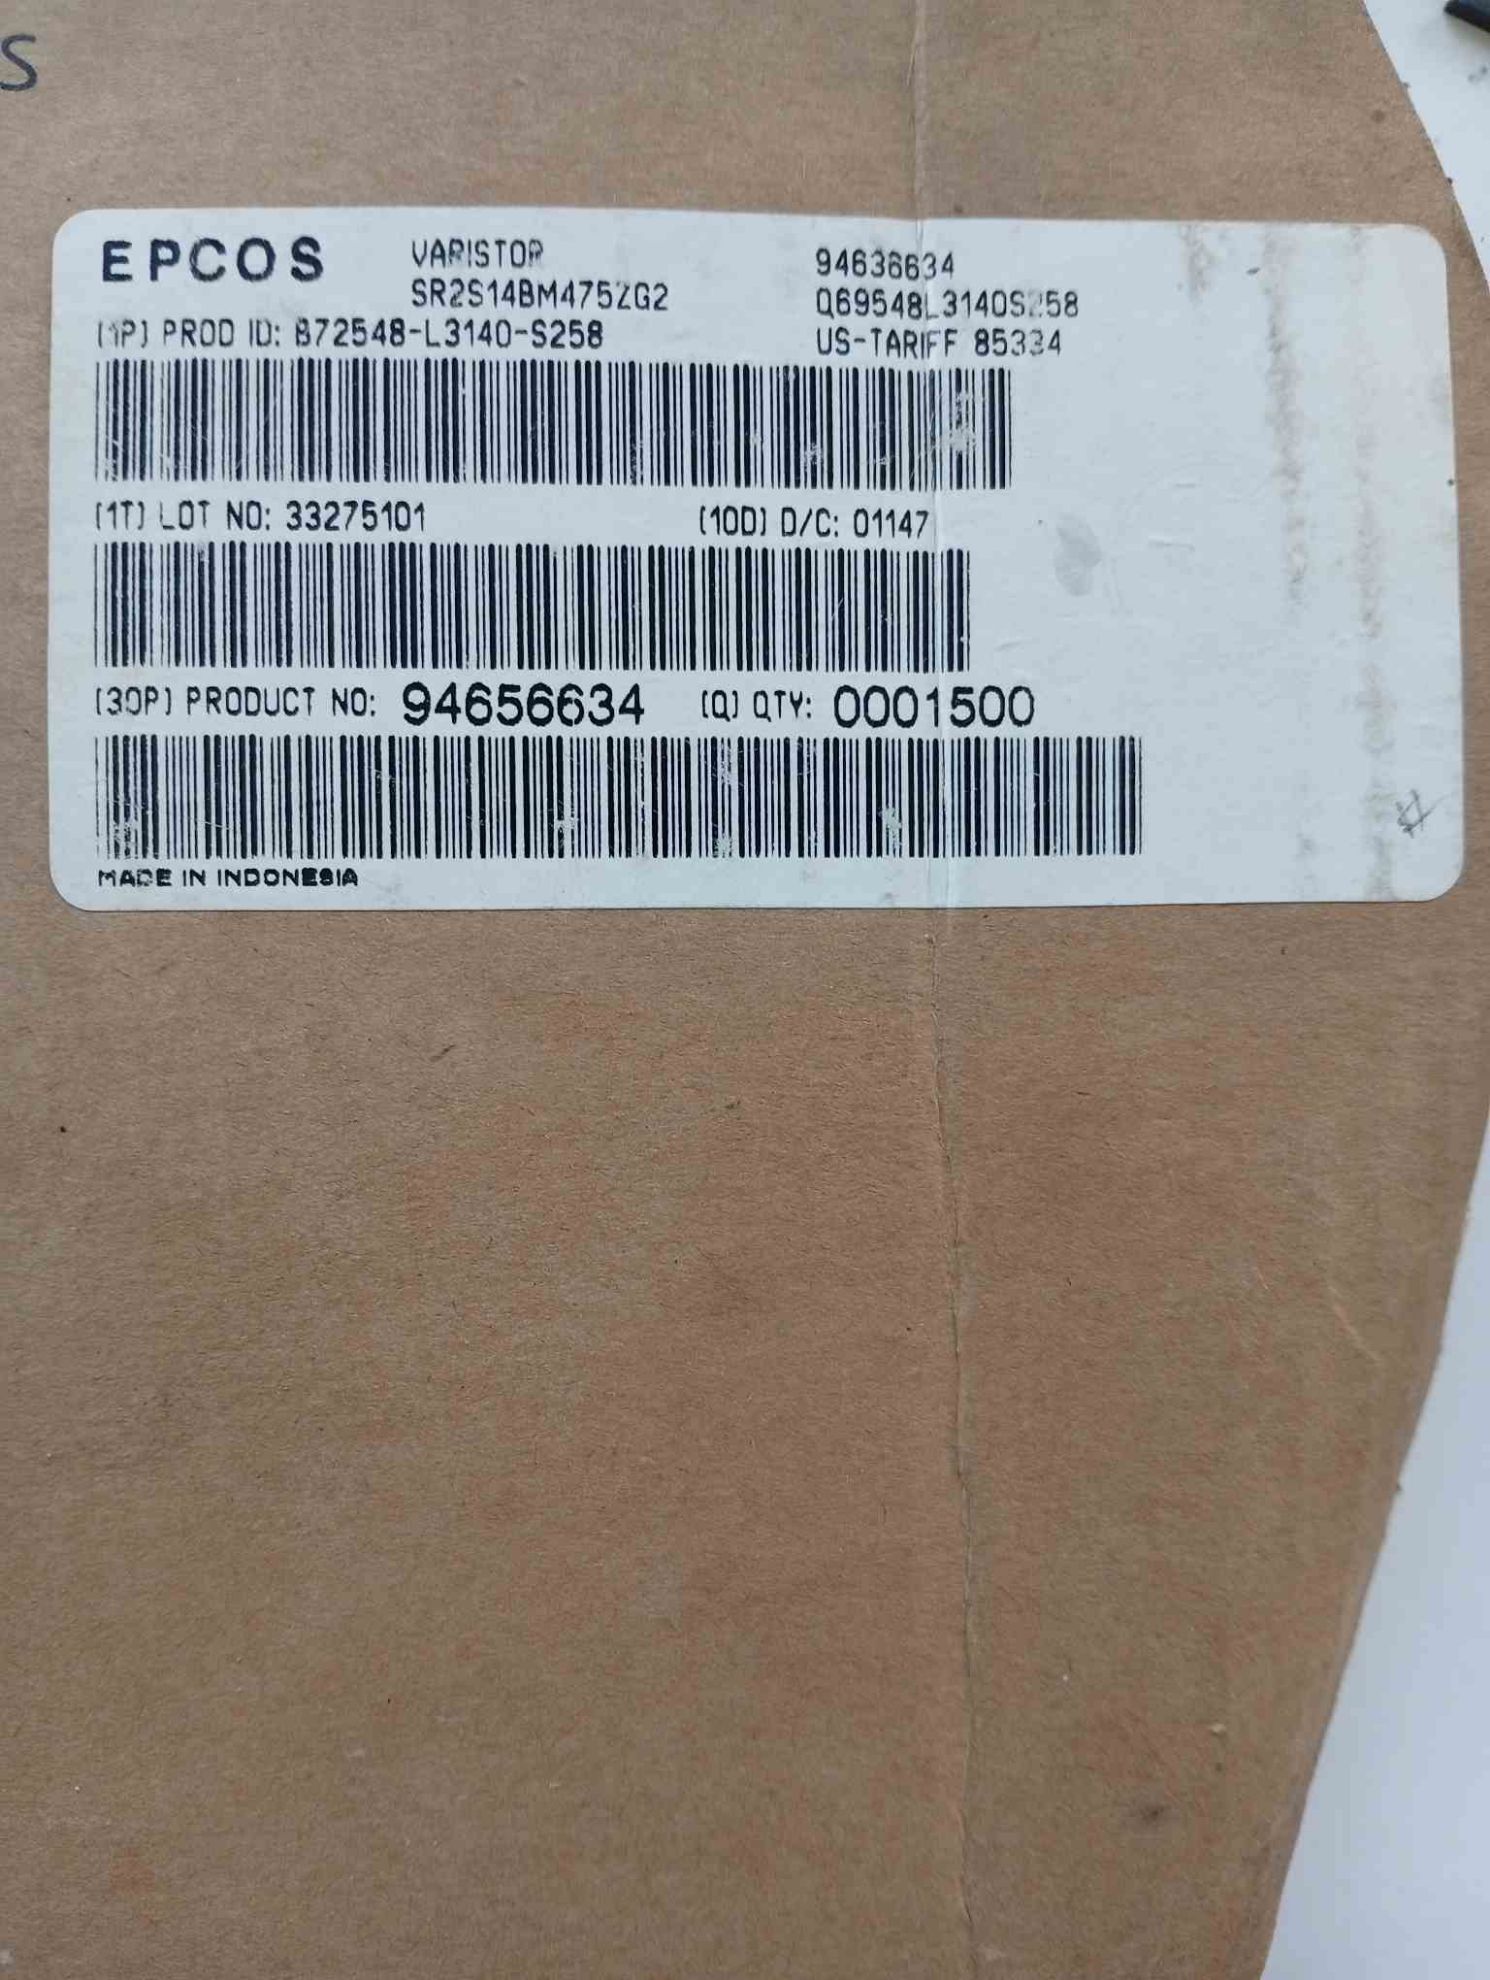 S
EPCOS
VARISTOR
SR2S14BM475ZG2
94636634
Q69548L3140S258
(1P) PROD ID: B72548-L3140-S258
US-TARIFF 85334
(1T) LOT NO: 33275101 (10D) D/C: 01147
(30P) PRODUCT NO: 94656634 (Q) QTY: 0001500
MADE IN INDONESIA